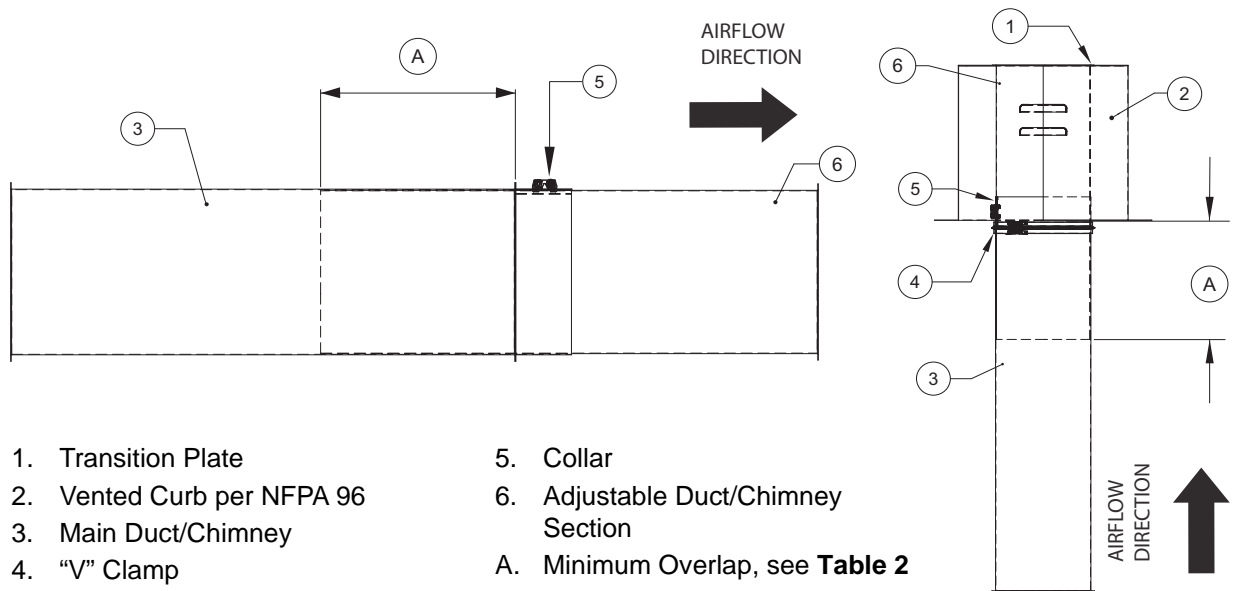 A
AIRFLOW
DIRECTION
5
3
6
1
6
2
5
4
A
3
1. Transition Plate
2. Vented Curb per NFPA 96
3. Main Duct/Chimney
4. “V” Clamp
5. Collar
6. Adjustable Duct/Chimney
Section
A. Minimum Overlap, see Table 2
AIRFLOW
DIRECTION